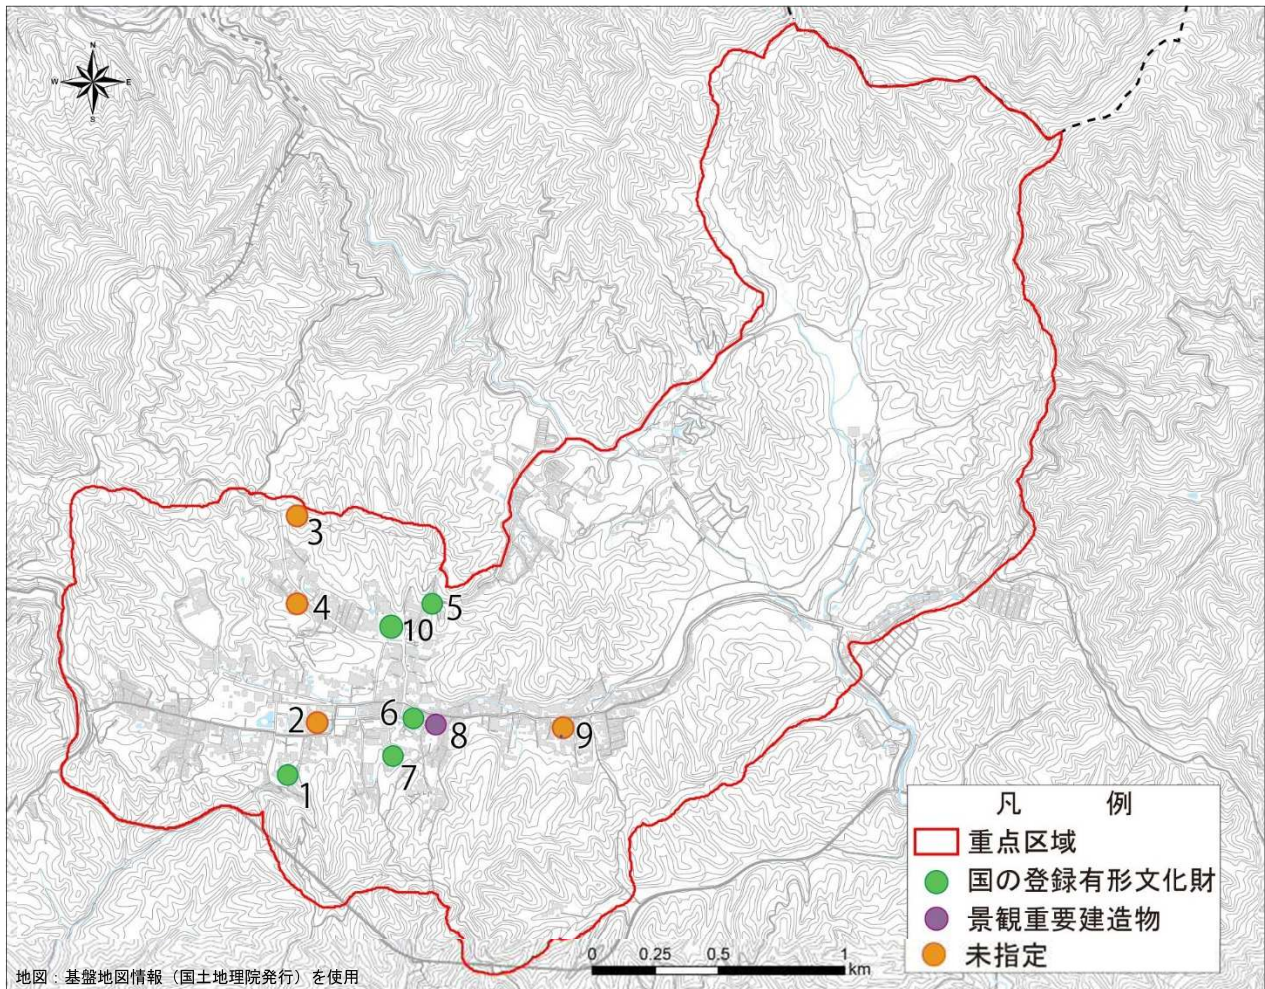 N
W
E
S
3
4
5
10
2
6
8
9
7
1
凡 例
重点区域
国の登録有形文化財
景観重要建造物
未指定
0 0.25 0.5 1
km
地図：基盤地図情報（国土地理院発行）を使用